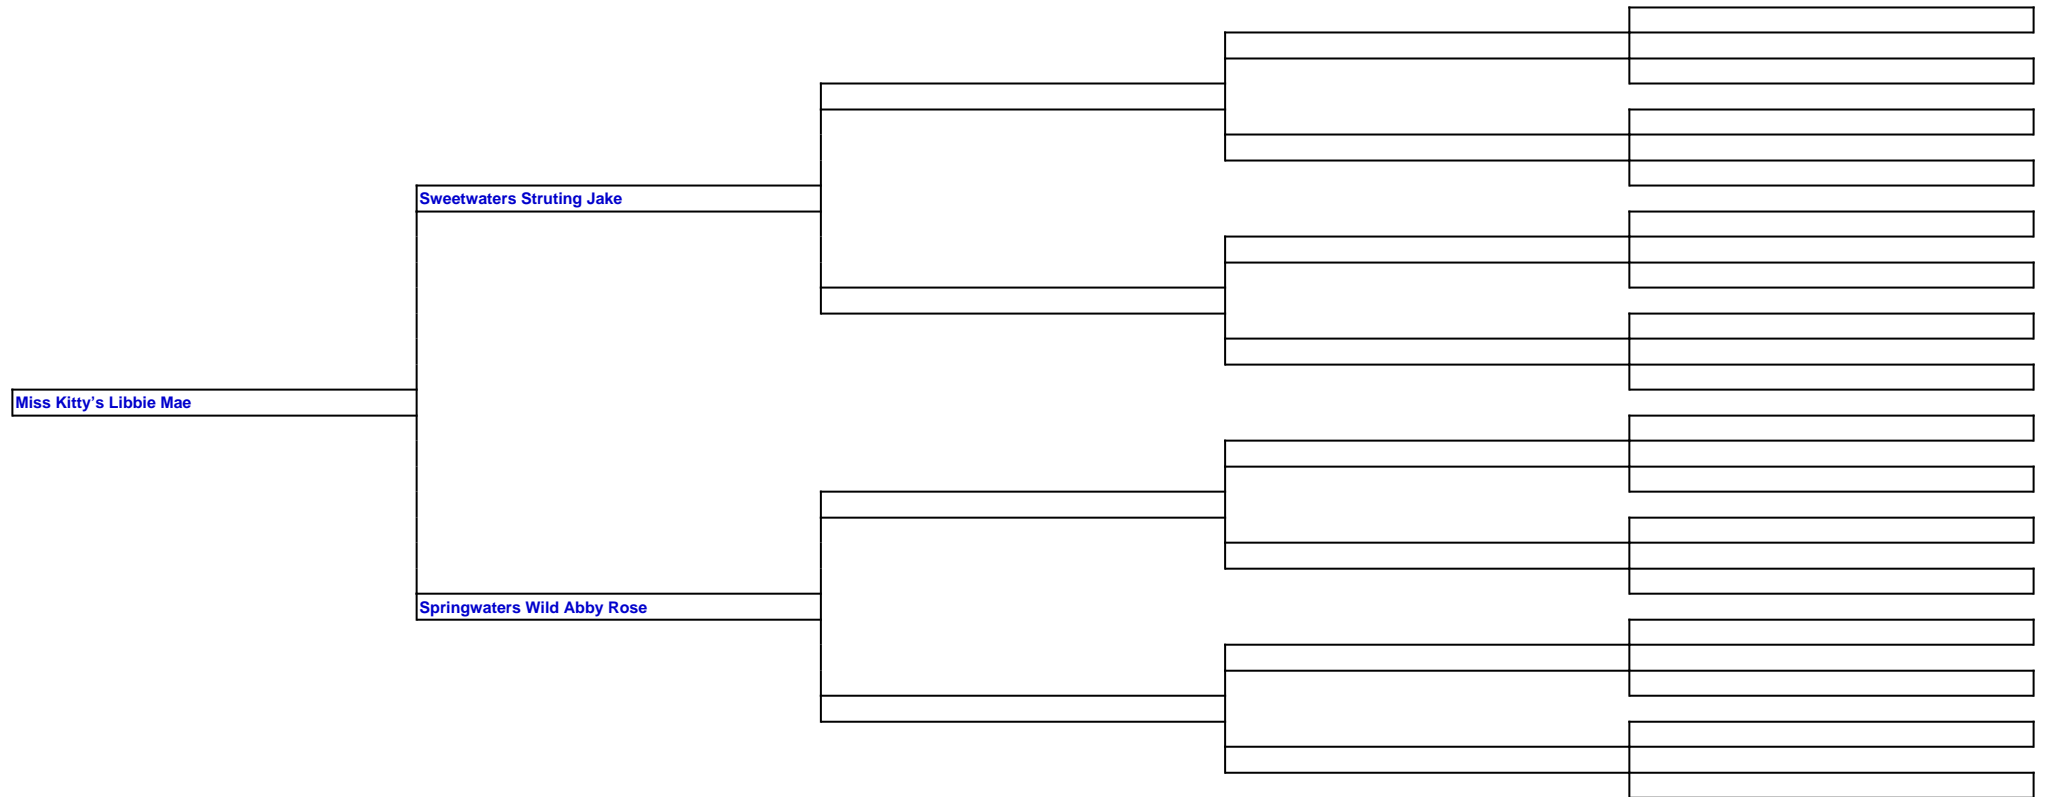 Sweetwaters Struting Jake
Miss Kitty’s Libbie Mae
Springwaters Wild Abby Rose